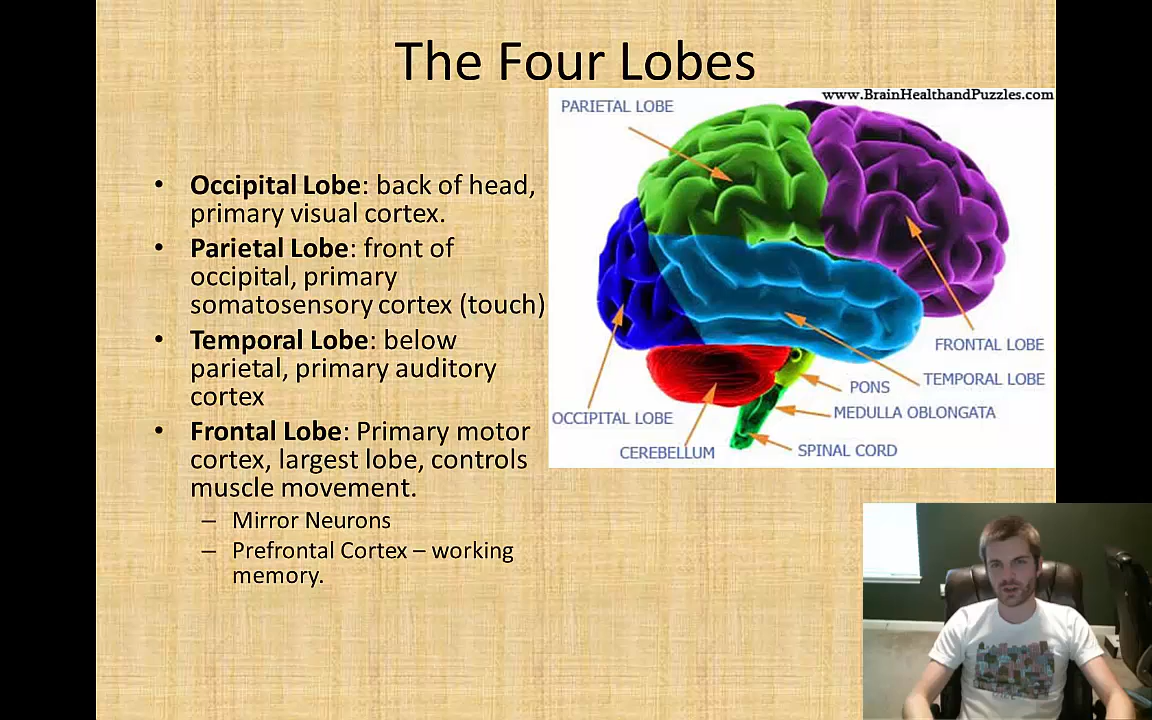 The Four Lobes
www.BrainHealthandPuzzles.com
PARIETAL LOBE
• Occipital Lobe: back of head,
primary visual cortex.
• Parietal Lobe: front of
occipital, primary
somatosensory cortex (touch)
• Temporal Lobe: below
parietal, primary auditory
cortex
• Frontal Lobe: Primary motor
cortex, largest lobe, controls
muscle movement.
– Mirror Neurons
– Prefrontal Cortex – working
memory.
FRONTAL LOBE
TEMPORAL LOBE
PONS
MEDULLA OBLONGATA
OCCIPITAL LOBE
SPINAL CORD
CEREBELLUM